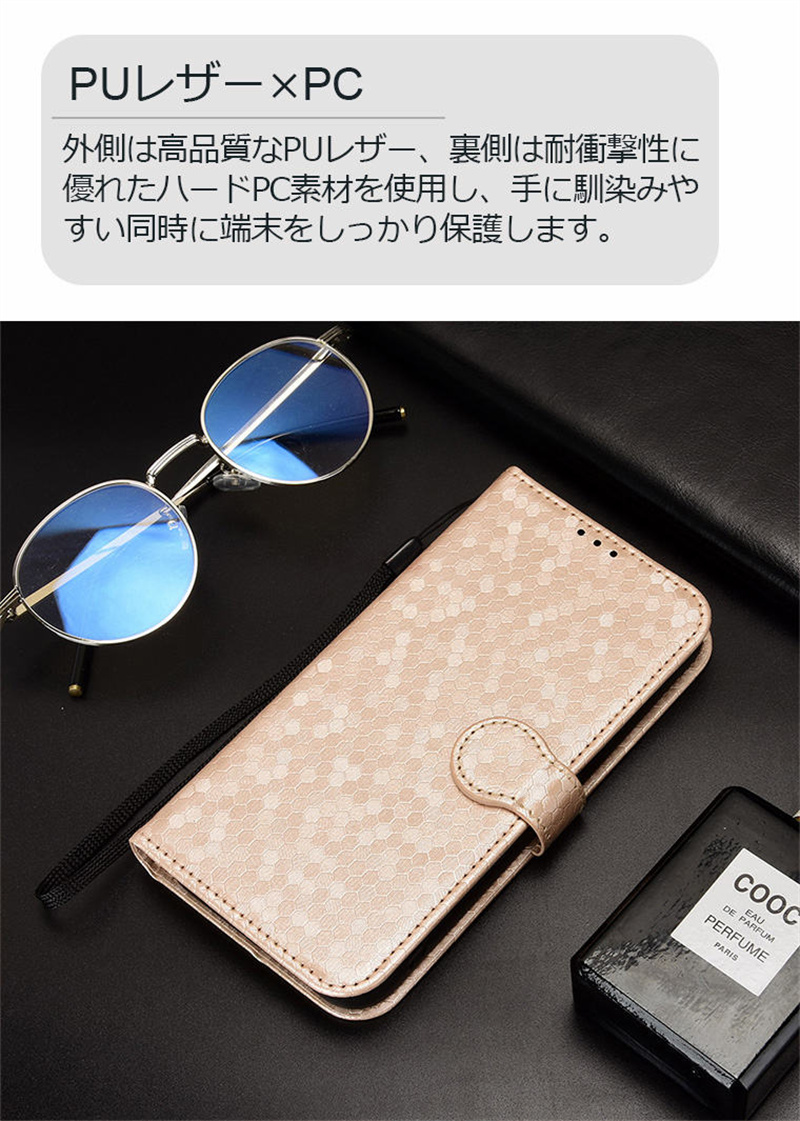 PUレザー×PC
外側は高品質なPUレザー、裏側は耐衝撃性に
優れたハードPC素材を使用し、手に馴染みや
すい同時に端末をしっかり保護します。
COOC
EAU
DE PARFUM
PERFUME
PARIS